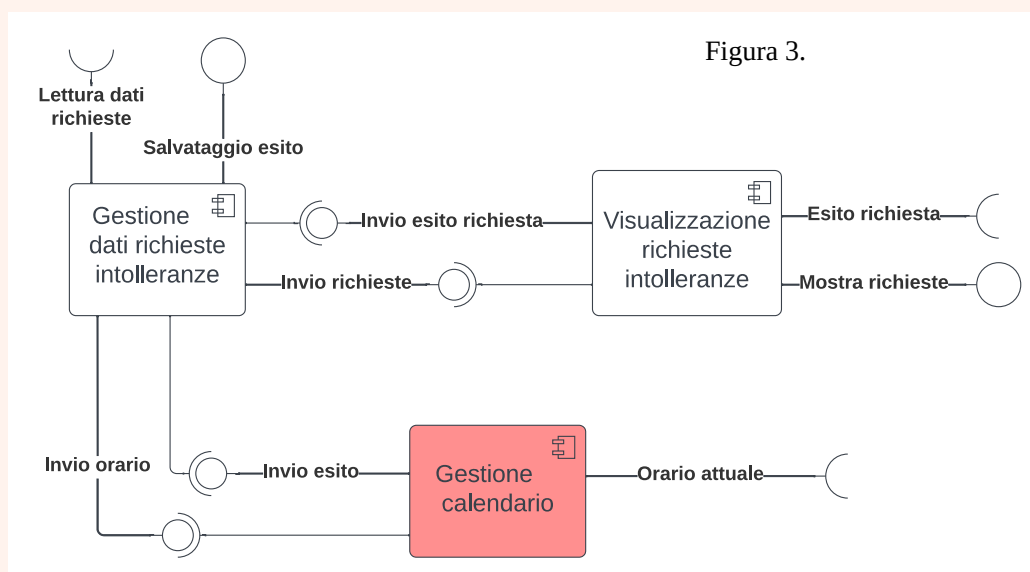 Figura 3.
Lettura dati
richieste
Salvataggio esito
Gestione
dati richieste
intolleranze
Invio esito richiesta
Invio richieste
Visualizzazione
richieste
intolleranze
Esito richiesta
Mostra richieste
Invio orario
Invio esito
Gestione
calendario
Orario attuale